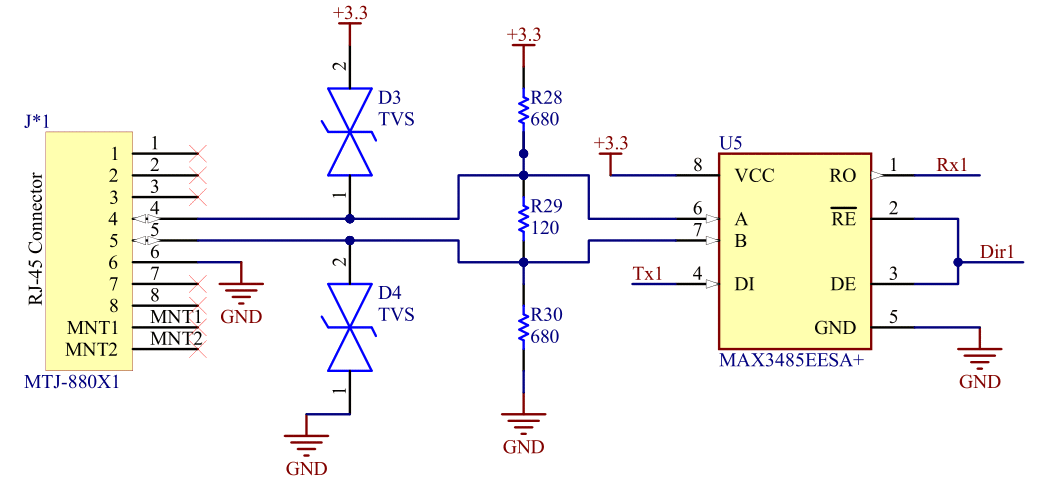 +3.3
+3.3
2
D3
TVS
R28
680
J*1
+3.3
U5
1
1
2
2
3
3
4
4
5
5
6
6
7
7
8
8
MNT1
MNT1
MNT2
MNT2
RJ-45 Connector
MTJ-880X1
GND
1
2
D4
TVS
1
GND
R29
120
R30
680
GND
8
VCC
RO
1
Rx1
6
A
RE
2
7
B
Tx1
4
DI
DE
3
Dir1
GND
5
MAX3485EESA+
GND